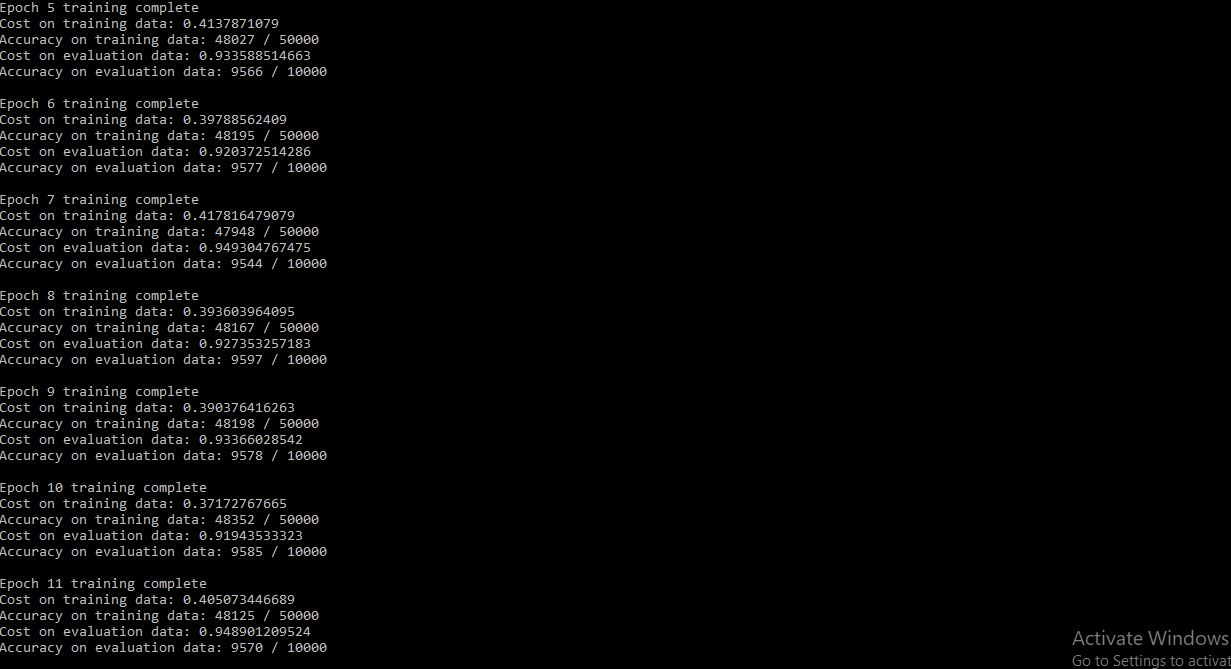 Epoch 5 training complete
Cost on training data: 0.4137871079
Accuracy on training data: 48027 / 50000
Cost on evaluation data: 0.933588514663
Accuracy on evaluation data: 9566 / 10000
Epoch 6 training complete
Cost on training data: 0.39788562409
Accuracy on training data: 48195 / 50000
Cost on evaluation data: 0.920372514286
Accuracy on evaluation data: 9577 / 10000
Epoch 7 training complete
Cost on training data: 0.417816479079
Accuracy on training data: 47948 / 50000
Cost on evaluation data: 0.949304767475
Accuracy on evaluation data: 9544 / 10000
Epoch 8 training complete
Cost on training data: 0.393603964095
Accuracy on training data: 48167 / 50000
Cost on evaluation data: 0.927353257183
Accuracy on evaluation data: 9597 / 10000
Epoch 9 training complete
Cost on training data: 0.390376416263
Accuracy on training data: 48198 / 50000
Cost on evaluation data: 0.93366028542
Accuracy on evaluation data: 9578 / 10000
Epoch 10 training complete
Cost on training data: 0.37172767665
Accuracy on training data: 48352 / 50000
Cost on evaluation data: 0.91943533323
Accuracy on evaluation data: 9585 / 10000
Epoch 11 training complete
Cost on training data: 0.405073446689
Accuracy on training data: 48125 / 50000
Cost on evaluation data: 0.948901209524
Accuracy on evaluation data: 9570 / 10000
Activate Windows
Go to Settings to activat